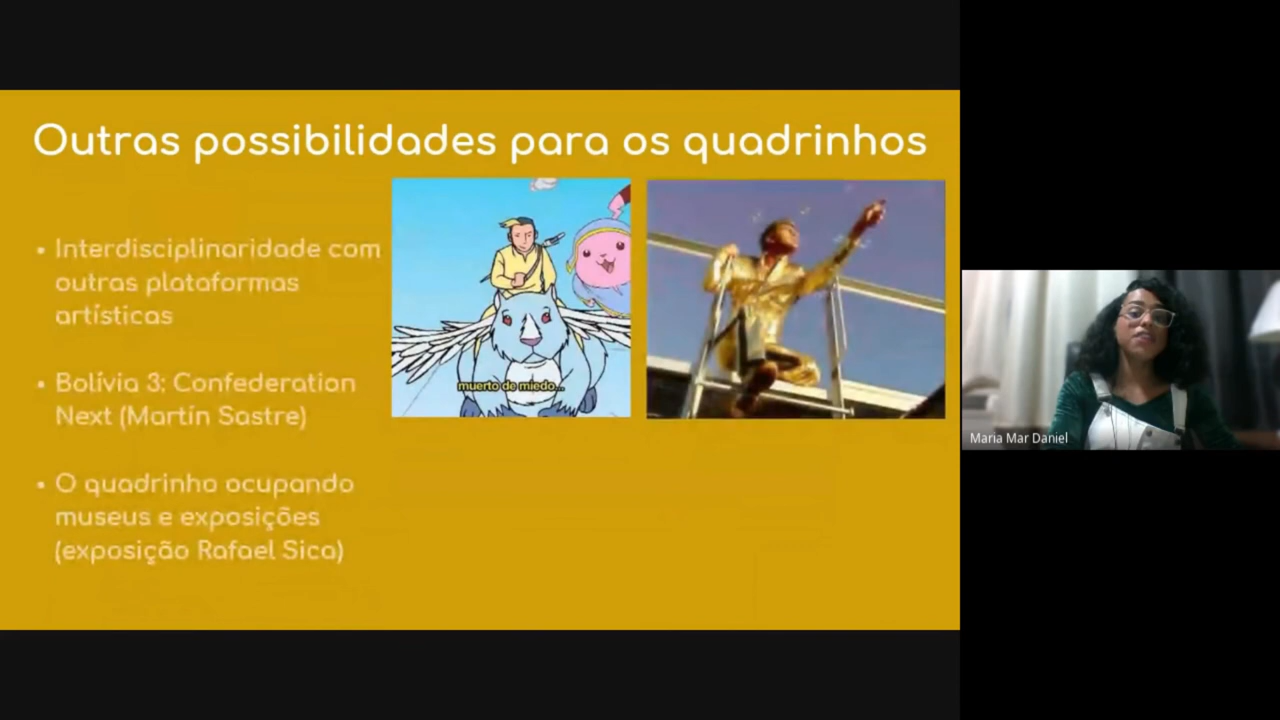 Outras possibilidades para os quadrinhos
• Interdisciplinaridade com
outras plataformas
artísticas
• Bolívia 3: Confederation
Next (Martín Sastre)
• O quadrinho ocupando
museus e exposições
(exposição Rafael Sica)
muerto de miedo...
Maria Mar Daniel